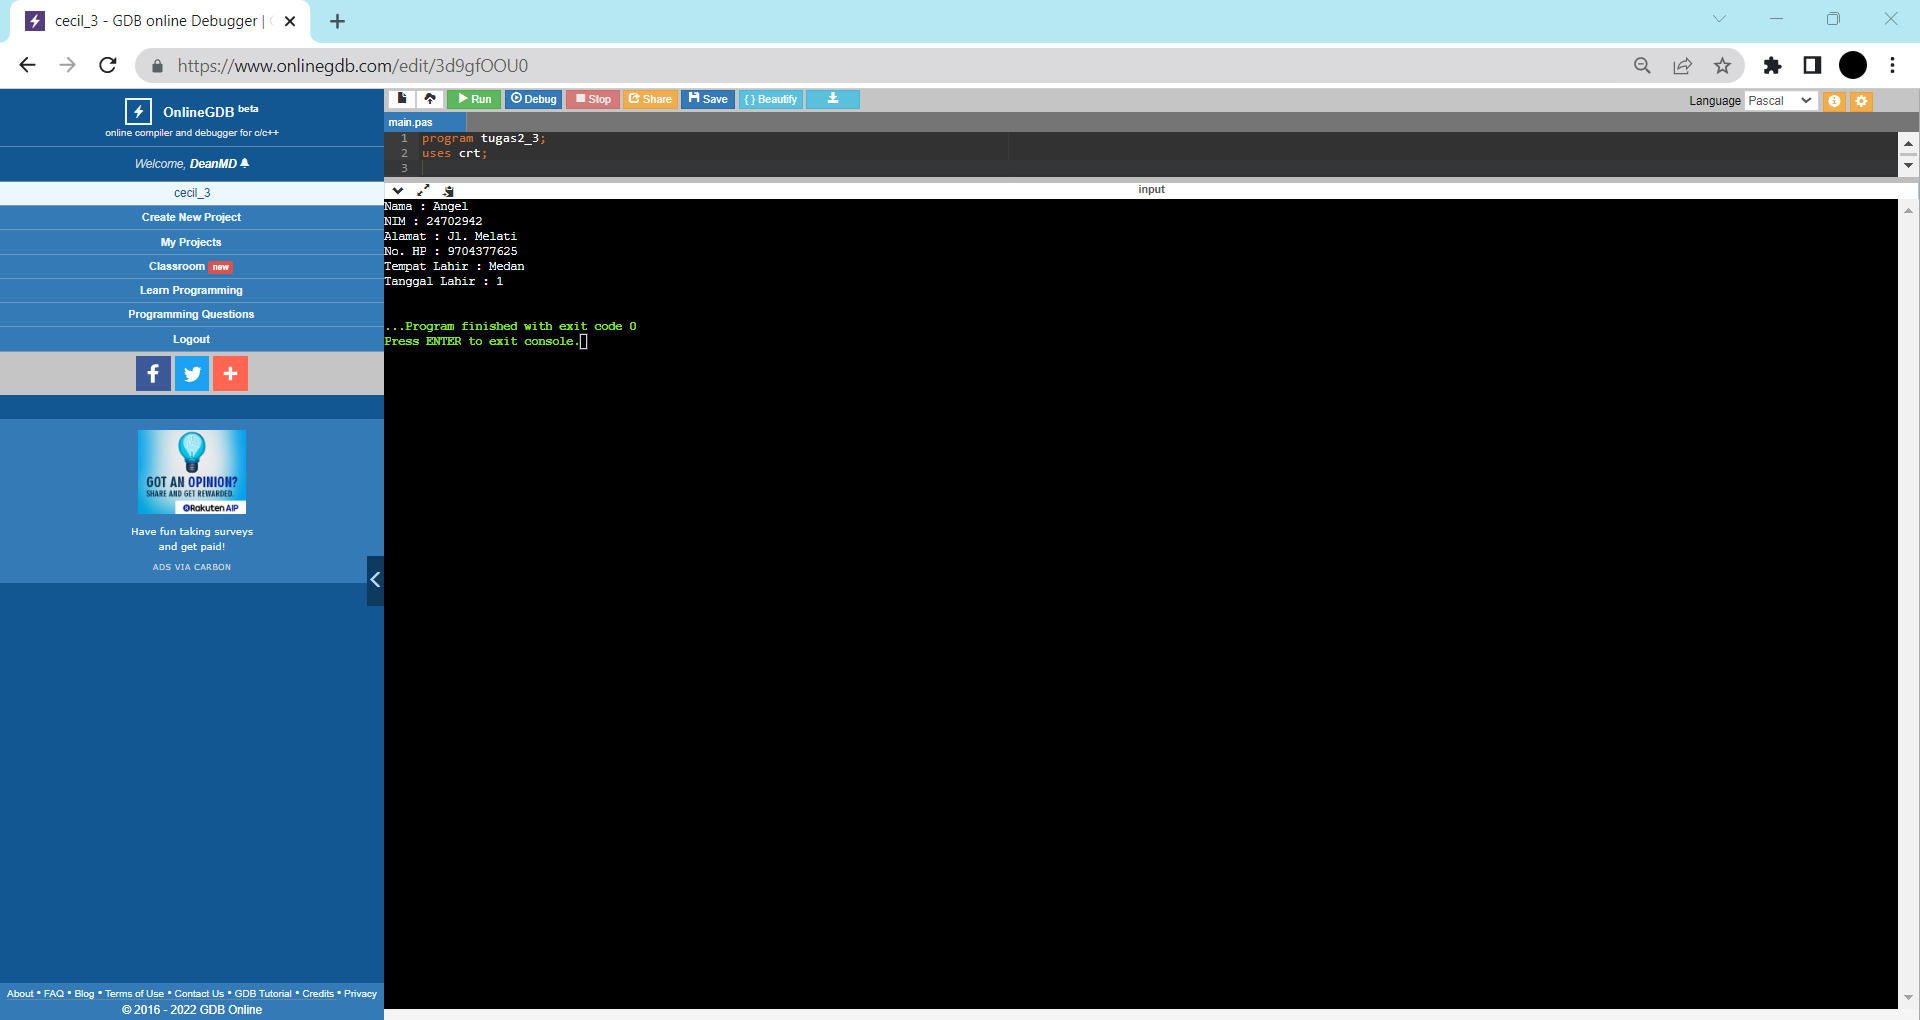 cecil_3 - GDB online Debugger |
https://www.onlinegdb.com/edit/3d9gfOOU0
OnlineGDB beta
online compiler and debugger for c/c++
Welcome, DeanMD
cecil_3
Create New Project
My Projects
Classroom new
Learn Programming
Programming Questions
Logout
GOT AN OPINION?
SHARE AND GET REWARDED.
Rakuten AIP
Have fun taking surveys
and get paid!
ADS VIA CARBON
About • FAQ • Blog • Terms of Use • Contact Us • GDB Tutorial • Credits • Privacy
© 2016 - 2022 GDB Online
Run Debug Stop Share Save { } Beautify
Language Pascal
main.pas
1 program tugas2_3;
2 uses crt;
3
input
Nama : Angel
NIM : 24702942
Alamat : Jl. Melati
No. HP : 9704377625
Tempat Lahir : Medan
Tanggal Lahir : 1
...Program finished with exit code 0
Press ENTER to exit console.